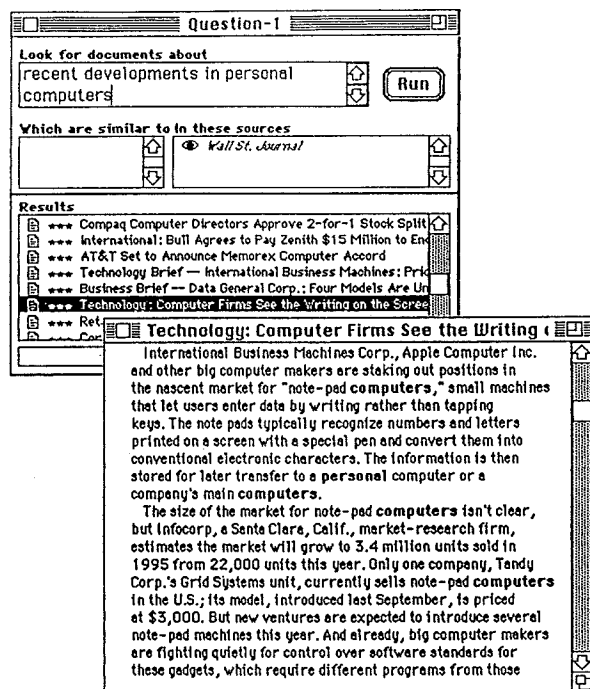 Question-1
Look for documents about
recent developments in personal
computers
Run
Which are similar to
In these sources
Wall St. Journal
Results
*** Compaq Computer Directors Approve 2-for-1 Stock Split
*** International: Bull Agrees to Pay Zenith $15 Million to En
*** AT&T Set to Announce Memorex Computer Accord
*** Technology Brief — International Business Machines: Pri
*** Business Brief — Data General Corp.: Four Models Are Un
*** Technology: Computer Firms See the Writing on the Scree
*** Ret
*** Cor
Technology: Computer Firms See the Writing
International Business Machines Corp., Apple Computer Inc.
and other big computer makers are staking out positions in
the nascent market for "note-pad computers," small machines
that let users enter data by writing rather than tapping
keys. The note pads typically recognize numbers and letters
printed on a screen with a special pen and convert them into
conventional electronic characters. The information is then
stored for later transfer to a personal computer or a
company's main computers.
The size of the market for note-pad computers isn't clear,
but Infocorp, a Santa Clara, Calif., market-research firm,
estimates the market will grow to 3.4 million units sold in
1995 from 22,000 units this year. Only one company, Tandy
Corp.'s Grid Systems unit, currently sells note-pad computers
in the U.S.; its model, introduced last September, is priced
at $3,000. But new ventures are expected to introduce several
note-pad machines this year. And already, big computer makers
are fighting quietly for control over software standards for
these gadgets, which require different programs from those